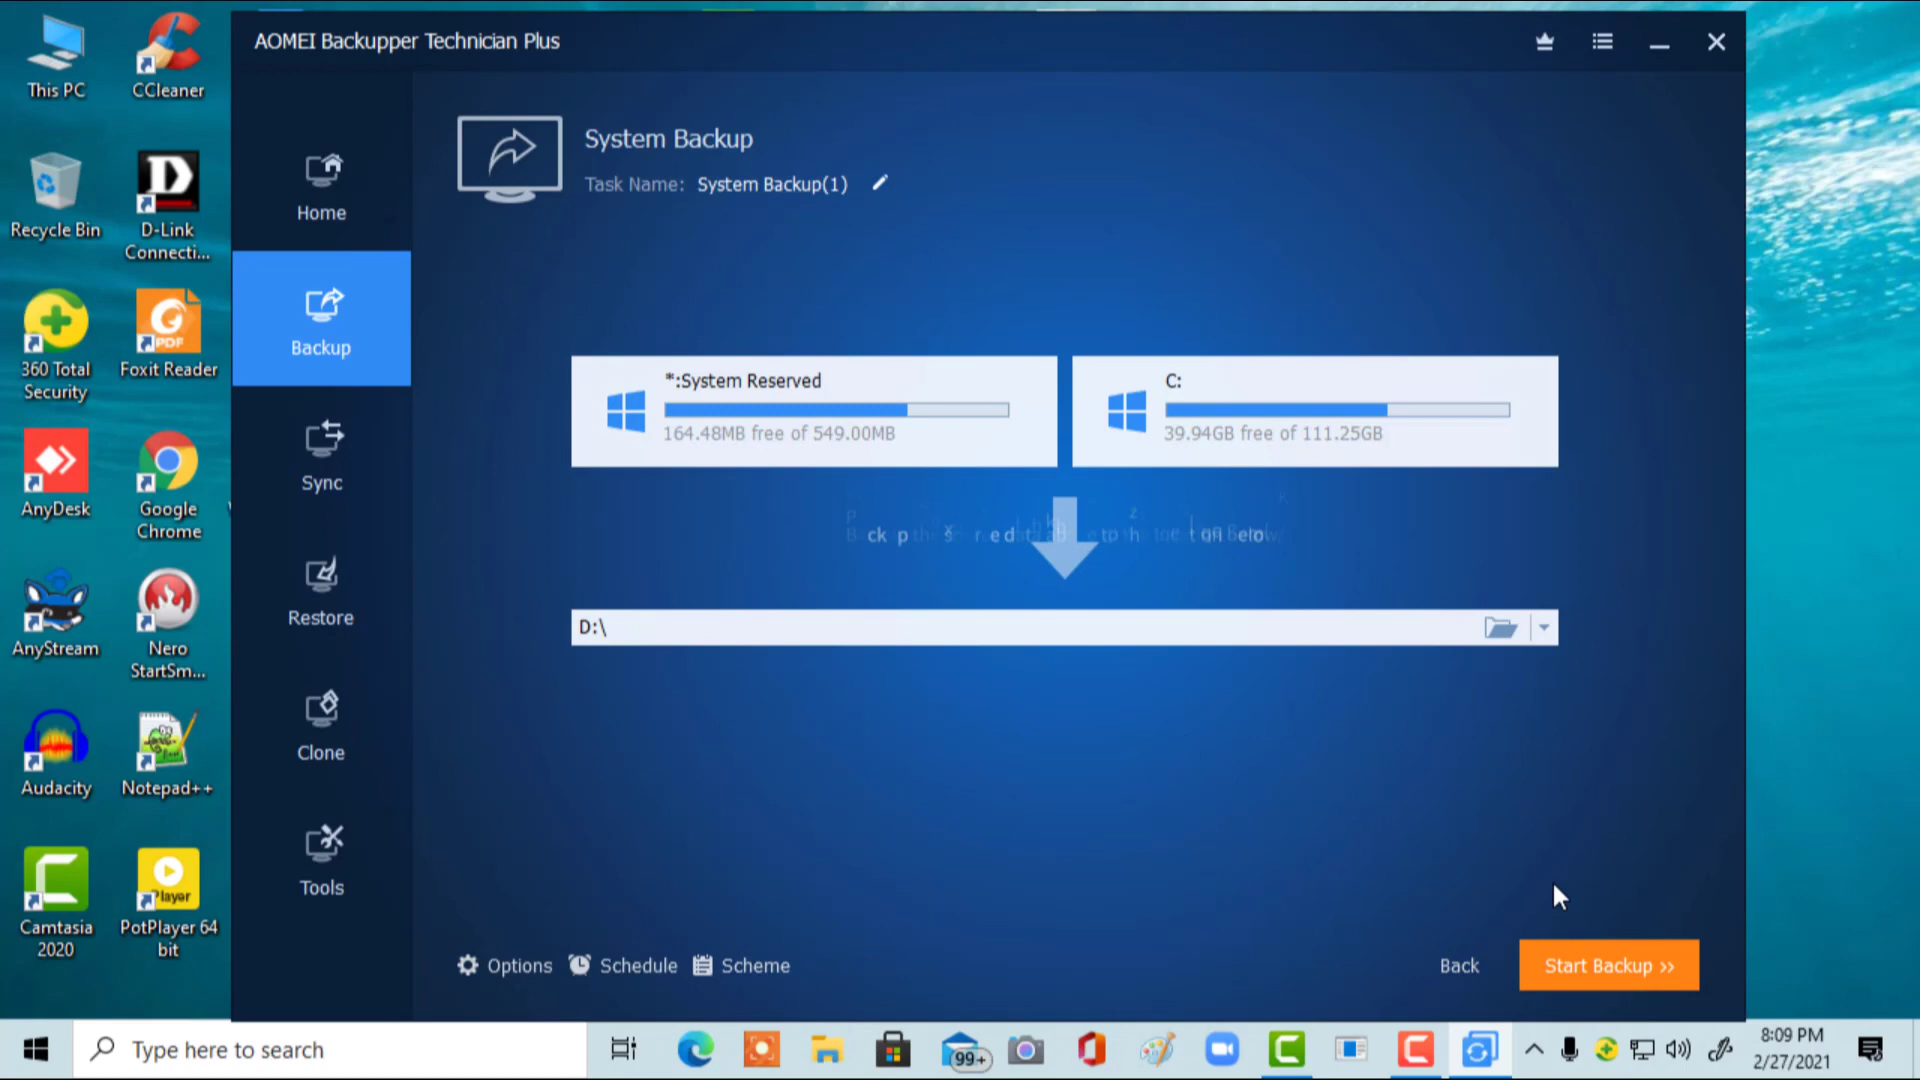 AOMEI Backupper Technician Plus
This PC
CCleaner
Recycle Bin
D-Link
Connecti...
360 Total
Security
Foxit Reader
PDF
AnyDesk
Google
Chrome
AnyStream
Nero
StartSm...
Audacity
Notepad++
Camtasia
2020
Player
PotPlayer 64
bit
Home
Backup
Sync
Restore
Clone
Tools
System Backup
Task Name: System Backup(1)
*:System Reserved
164.48MB free of 549.00MB
C:
39.94GB free of 111.25GB
D:\
Options
Schedule
Scheme
Back
Start Backup >>
Type here to search
99+
8:09 PM
2/27/2021